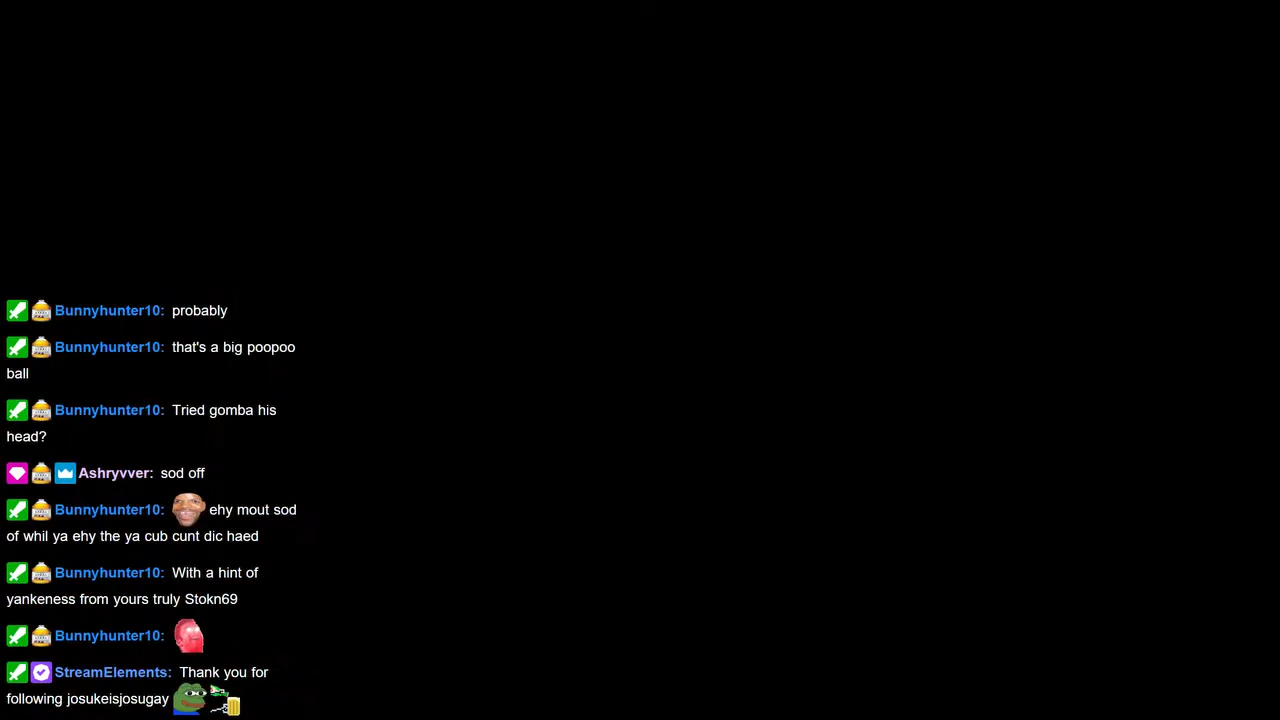 Bunnyhunter10: probably
Bunnyhunter10: that's a big poopoo
ball
Bunnyhunter10: Tried gomba his
head?
Ashryvver: sod off
Bunnyhunter10: ehy mout sod
of whil ya ehy the ya cub cunt dic haed
Bunnyhunter10: With a hint of
yankeness from yours truly Stokn69
Bunnyhunter10:
StreamElements: Thank you for
following josukeisjosugay